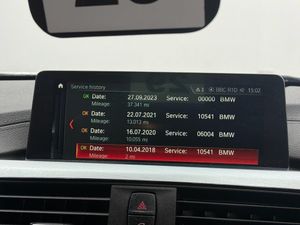 Service history
BBC R1D
15:02
OK Date: 27.09.2023 Service: 00000 BMW
Mileage: 37.341 mi
OK Date: 22.07.2021 Service: 10541 BMW
Mileage: 13.013 mi
OK Date: 16.07.2020 Service: 06004 BMW
Mileage: 10.055 mi
OK Date: 10.04.2018 Service: 10541 BMW
Mileage: 2 mi